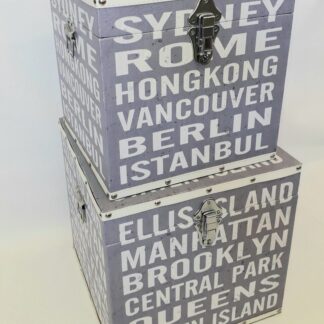 SYDNEY
ROME
HONGKONG
VANCOUVER
BERLIN
ISTANBUL
ELLIS ISLAND
MANHATTAN
BROOKLYN
CENTRAL PARK
QUEENS
ISLAND